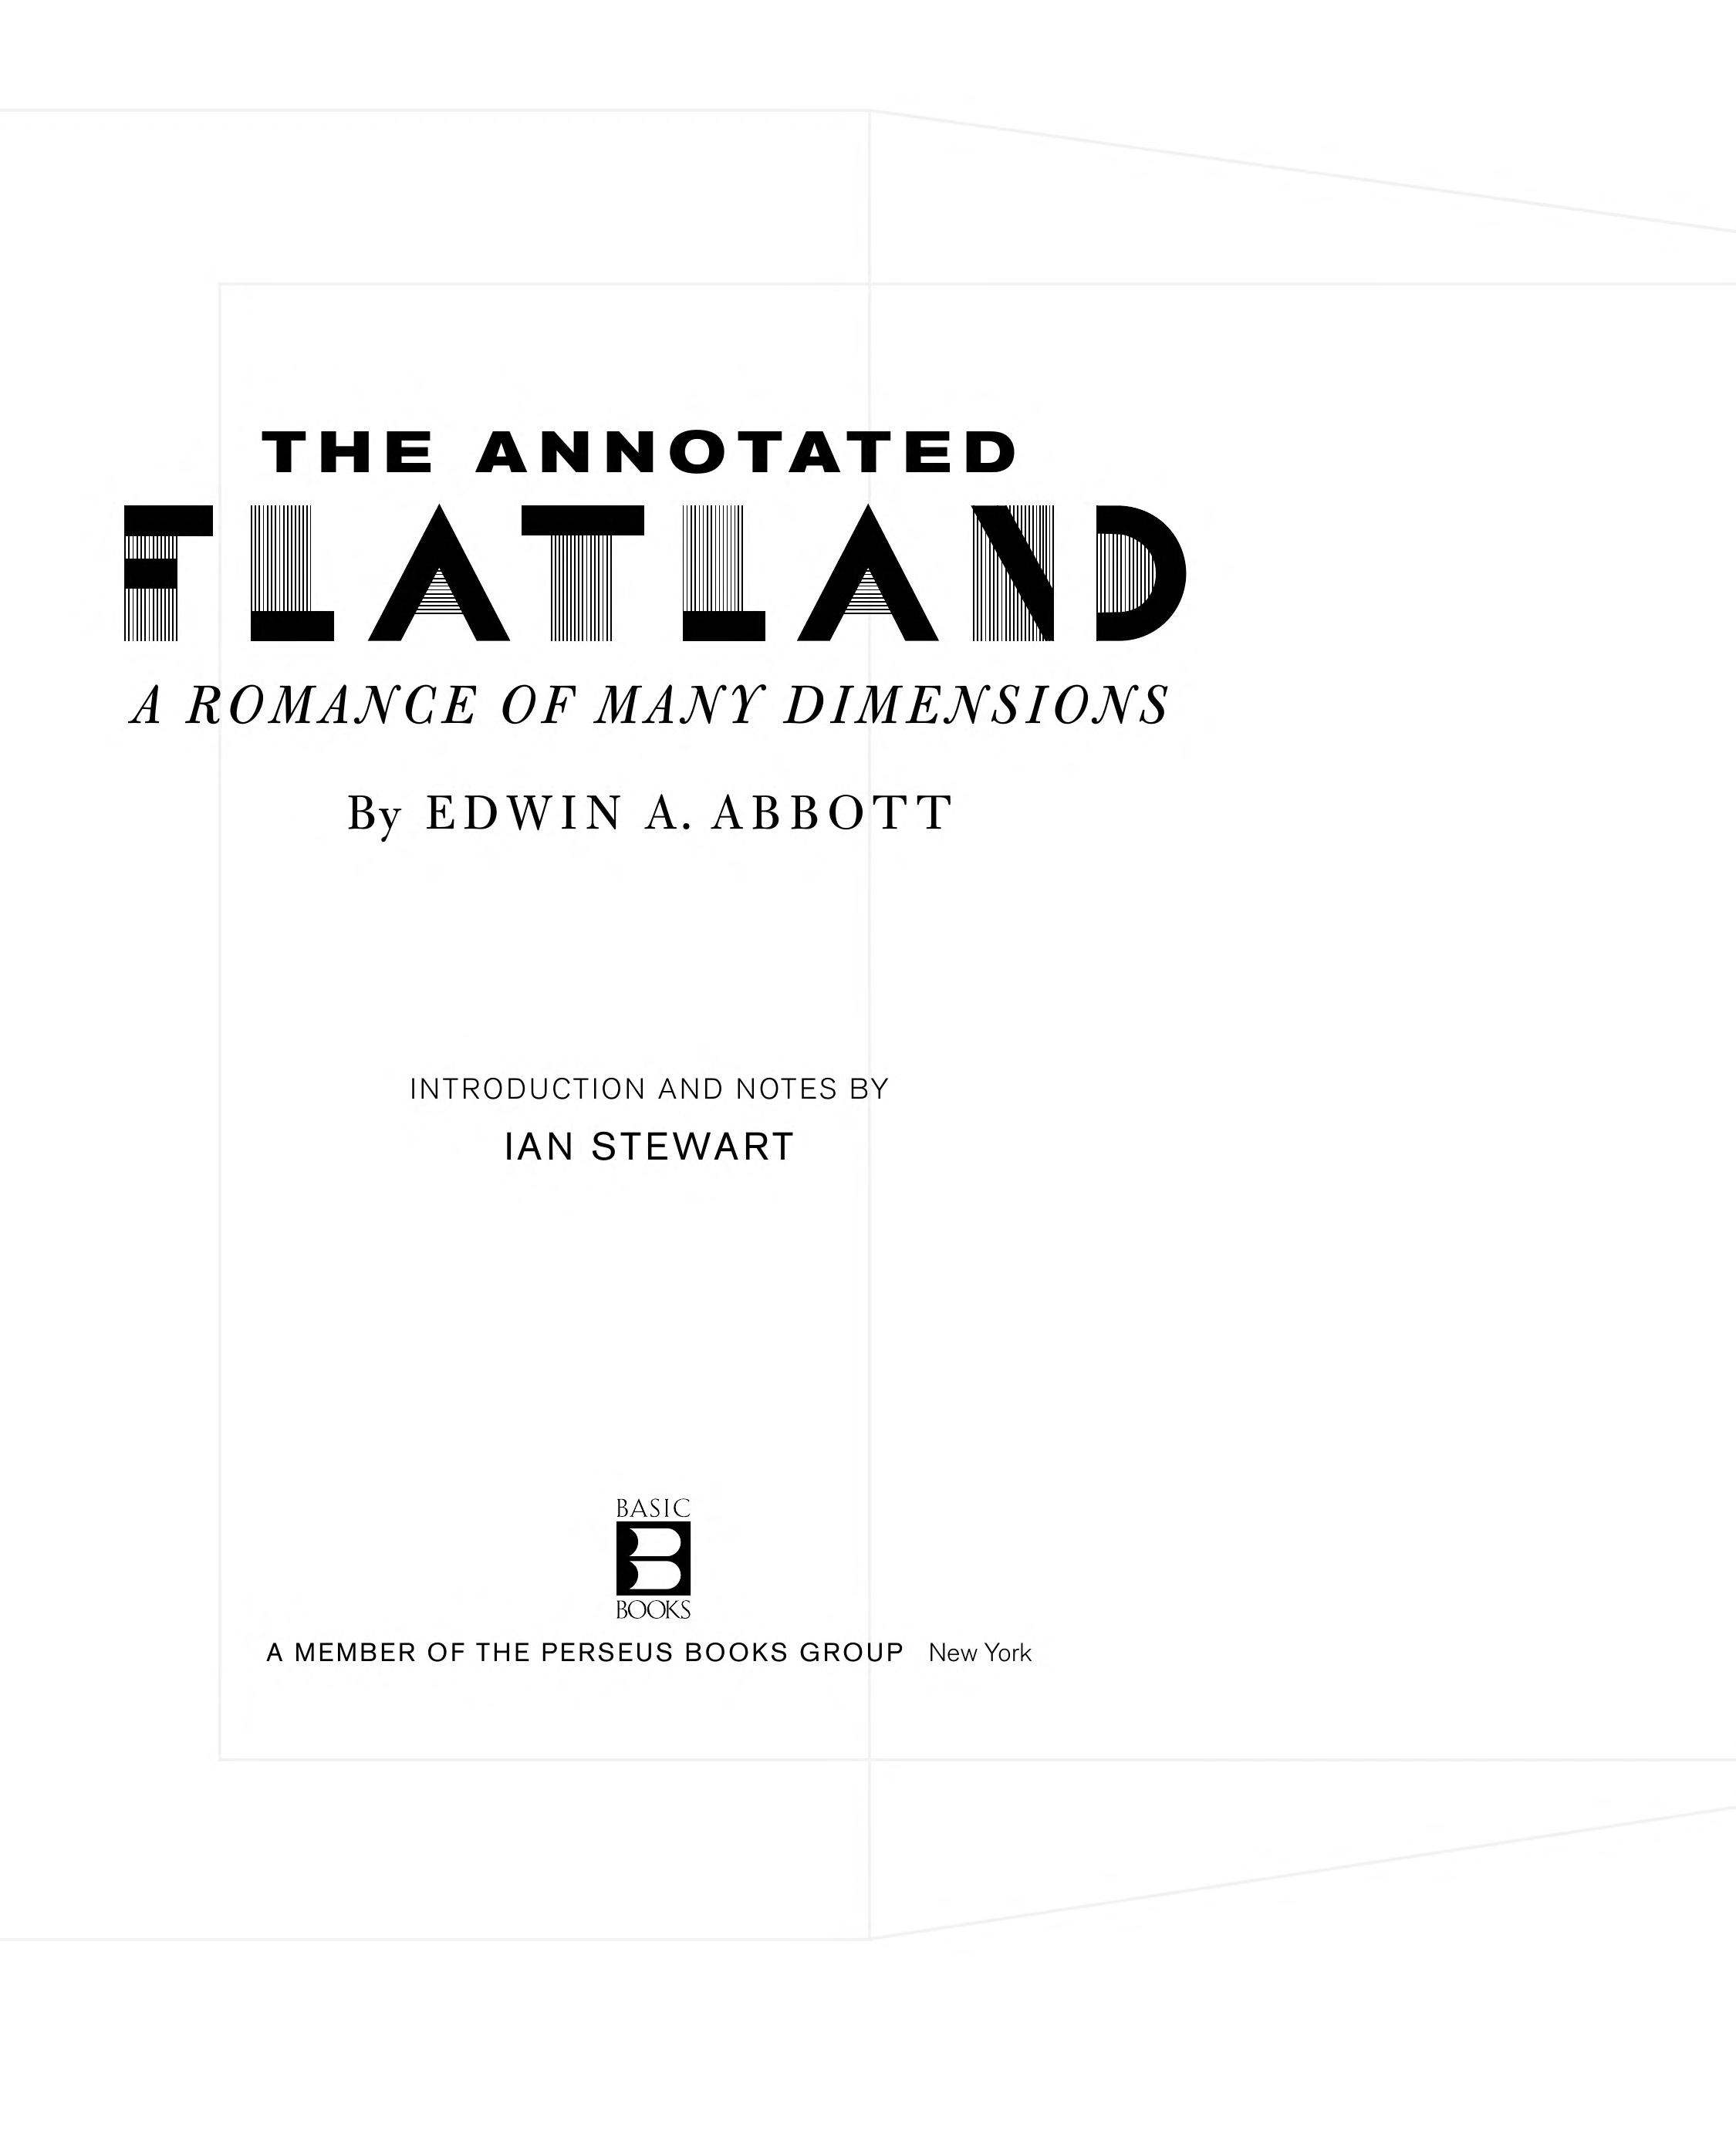 THE ANNOTATED
FLATLAND
A ROMANCE OF MANY DIMENSIONS
By EDWIN A. ABBOTT
INTRODUCTION AND NOTES BY
IAN STEWART
BASIC
B
BOOKS
A MEMBER OF THE PERSEUS BOOKS GROUP New York